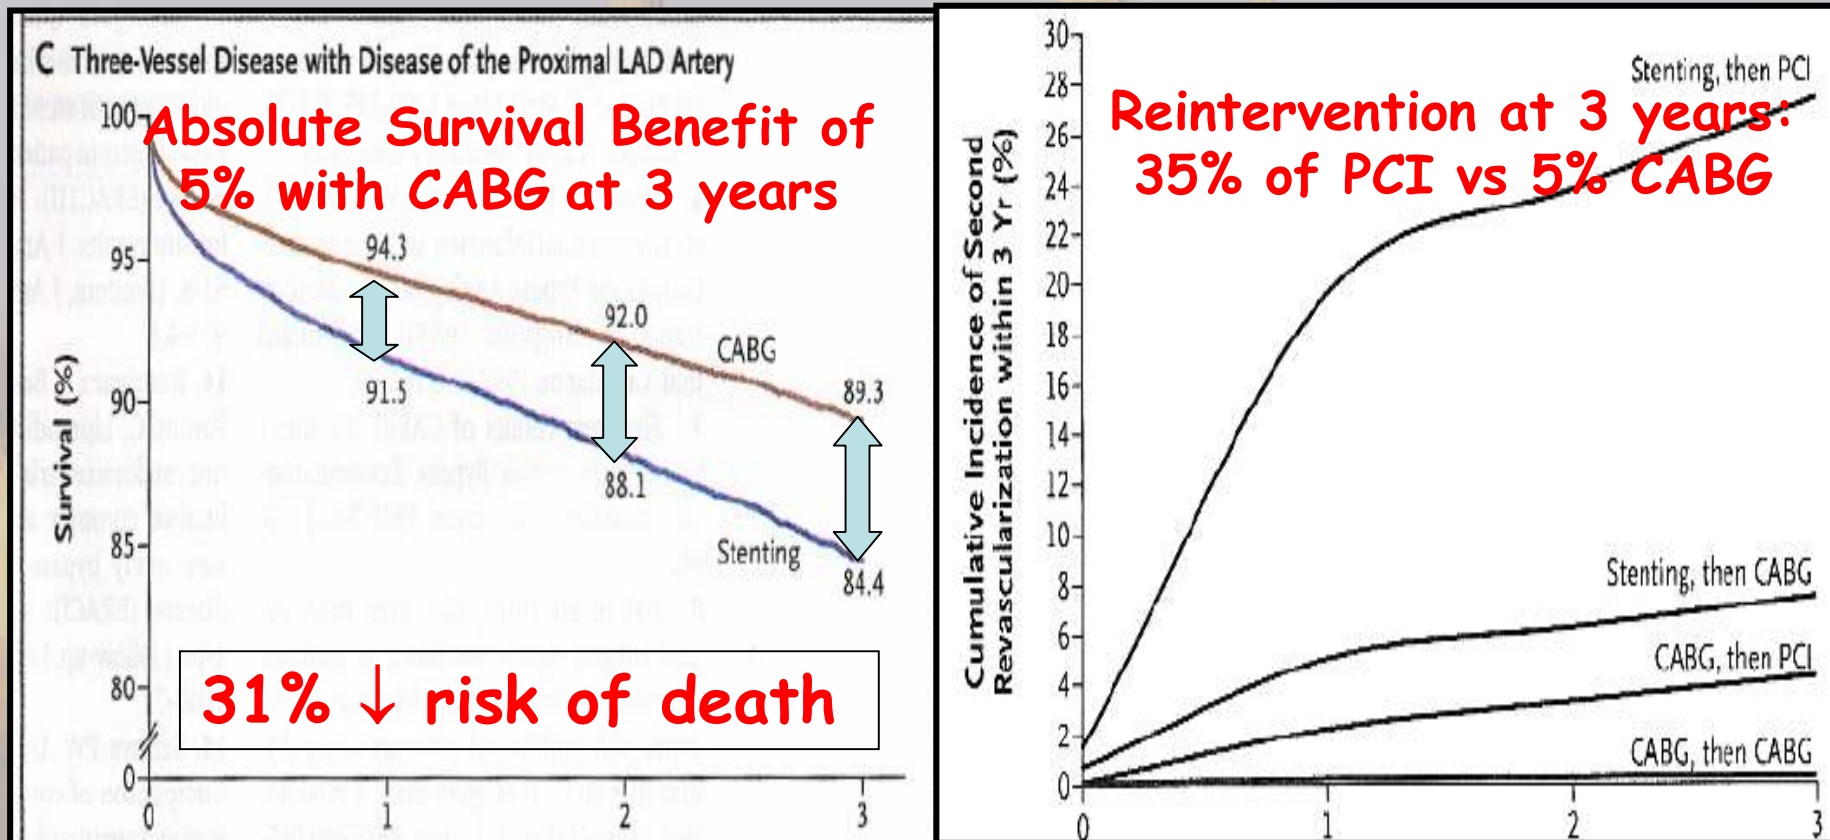 C Three-Vessel Disease with Disease of the Proximal LAD Artery
Absolute Survival Benefit of
5% with CABG at 3 years
100
95
90
85
80
0
Survival (%)
94.3
92.0
89.3
CABG
91.5
88.1
84.4
Stenting
31% ↓ risk of death
0
1
2
3
Reintervention at 3 years:
35% of PCI vs 5% CABG
Cumulative Incidence of Second
Revascularization within 3 Yr (%)
30
28
26
24
22
20
18
16
14
12
10
8
6
4
2
0
Stenting, then PCI
Stenting, then CABG
CABG, then PCI
CABG, then CABG
0
1
2
3